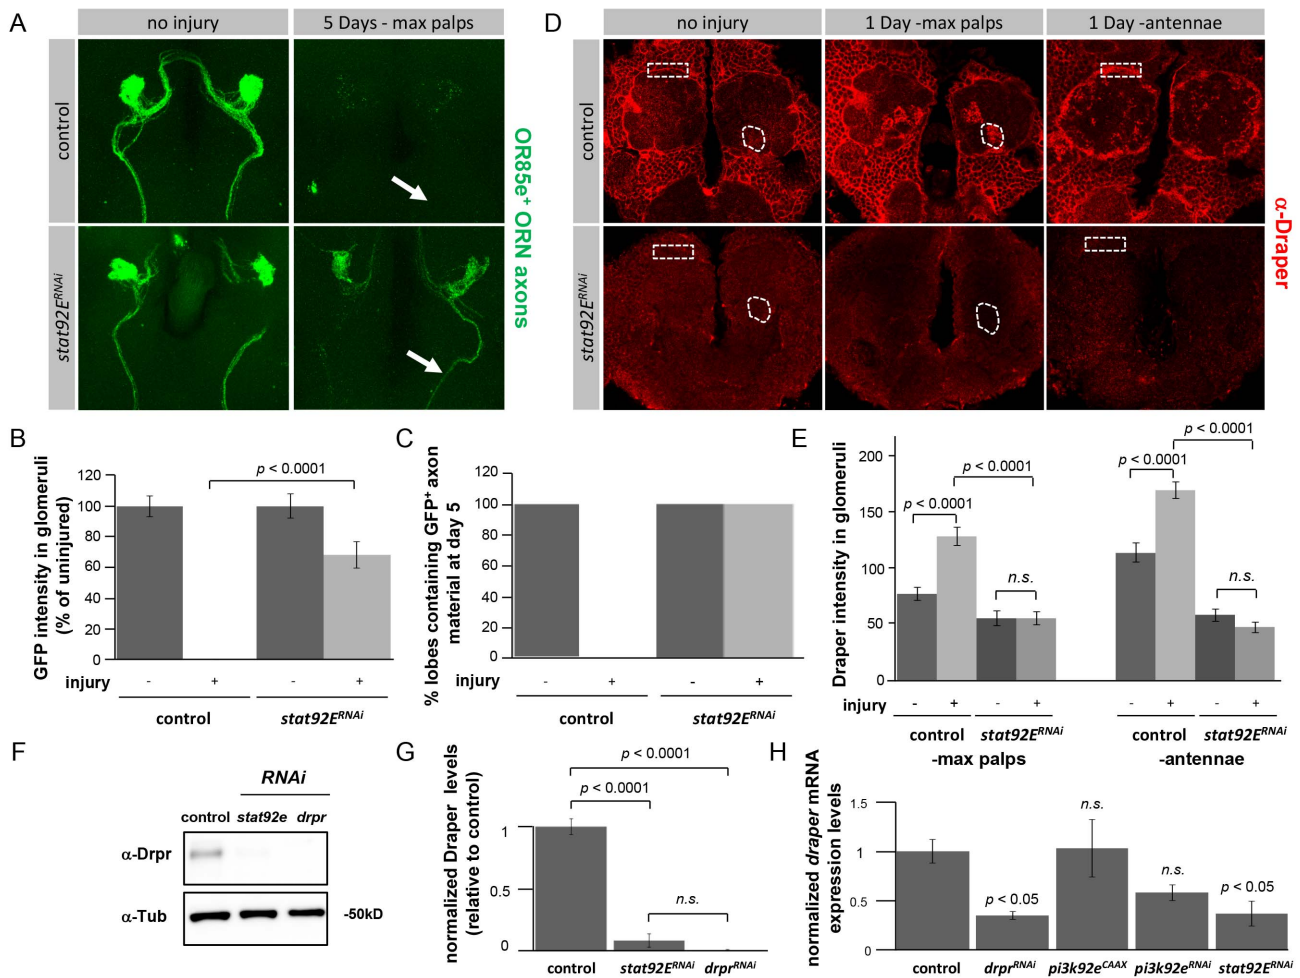 A
no injury
5 Days - max palps
control
stat92E^RNAi
OR85e+ ORN axons
D
no injury
1 Day -max palps
1 Day -antennae
control
stat92E^RNAi
α-Draper
B
GFP intensity in glomeruli
(% of uninjured)
120
100
80
60
40
20
0
p < 0.0001
injury
- + - +
control
stat92E^RNAi
C
% lobes containing GFP+ axon
material at day 5
120
100
80
60
40
20
0
injury
- + - +
control
stat92E^RNAi
E
Draper intensity in glomeruli
200
150
100
50
0
p < 0.0001
p < 0.0001
n.s.
p < 0.0001
p < 0.0001
n.s.
injury
- + - + - + - +
control
stat92E^RNAi
control
stat92E^RNAi
-max palps
-antennae
F
RNAi
control stat92e drpr
α-Drpr
α-Tub
-50kD
G
normalized Draper levels
(relative to control)
1
0.5
0
p < 0.0001
p < 0.0001
n.s.
control
stat92E^RNAi
drpr^RNAi
H
normalized draper mRNA
expression levels
1.5
1
0.5
0
p < 0.05
n.s.
n.s.
p < 0.05
control
drpr^RNAi
pi3k92e^CAAX
pi3k92e^RNAi
stat92E^RNAi